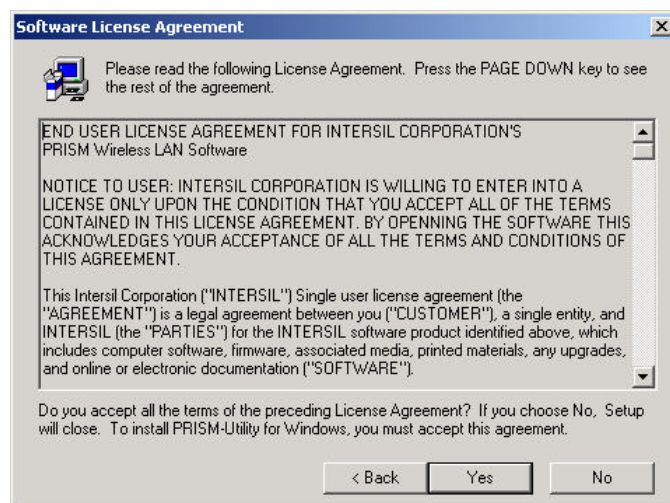 Software License Agreement
Please read the following License Agreement. Press the PAGE DOWN key to see
the rest of the agreement.
END USER LICENSE AGREEMENT FOR INTERSIL CORPORATION'S
PRISM Wireless LAN Software
NOTICE TO USER: INTERSIL CORPORATION IS WILLING TO ENTER INTO A
LICENSE ONLY UPON THE CONDITION THAT YOU ACCEPT ALL OF THE TERMS
CONTAINED IN THIS LICENSE AGREEMENT. BY OPENNING THE SOFTWARE THIS
ACKNOWLEDGES YOUR ACCEPTANCE OF ALL THE TERMS AND CONDITIONS OF
THIS AGREEMENT.
This Intersil Corporation ("INTERSIL") Single user license agreement (the
"AGREEMENT") is a legal agreement between you ("CUSTOMER"), a single entity, and
INTERSIL (the "PARTIES") for the INTERSIL software product identified above, which
includes computer software, firmware, associated media, printed materials, any upgrades,
and online or electronic documentation ("SOFTWARE").
Do you accept all the terms of the preceding License Agreement? If you choose No, Setup
will close. To install PRISM-Utility for Windows, you must accept this agreement.
< Back Yes No